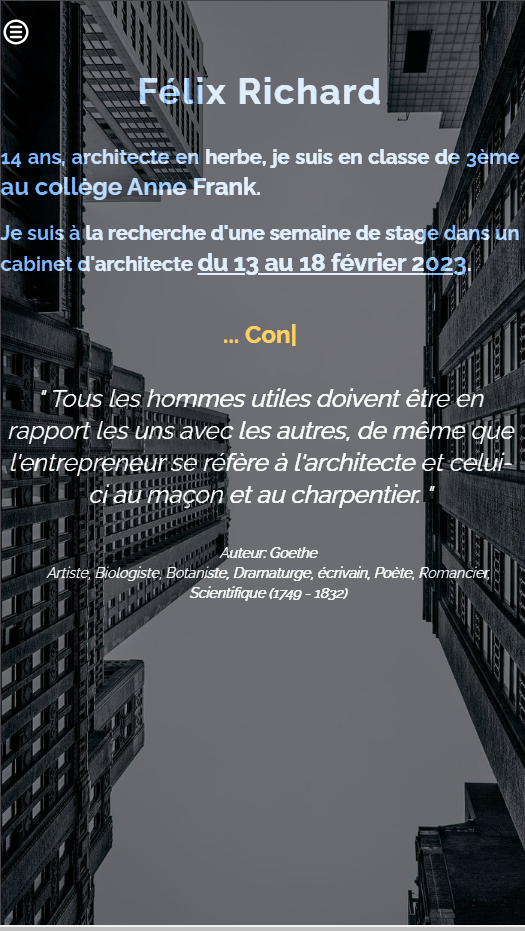 Félix Richard
14 ans, architecte en herbe, je suis en classe de 3ème
au collège Anne Frank.
Je suis à la recherche d'une semaine de stage dans un
cabinet d'architecte du 13 au 18 février 2023.
... Con|
" Tous les hommes utiles doivent être en
rapport les uns avec les autres, de même que
l'entrepreneur se réfère à l'architecte et celui-
ci au maçon et au charpentier. "
Auteur: Goethe
Artiste, Biologiste, Botaniste, Dramaturge, écrivain, Poète, Romancier,
Scientifique (1749 - 1832)